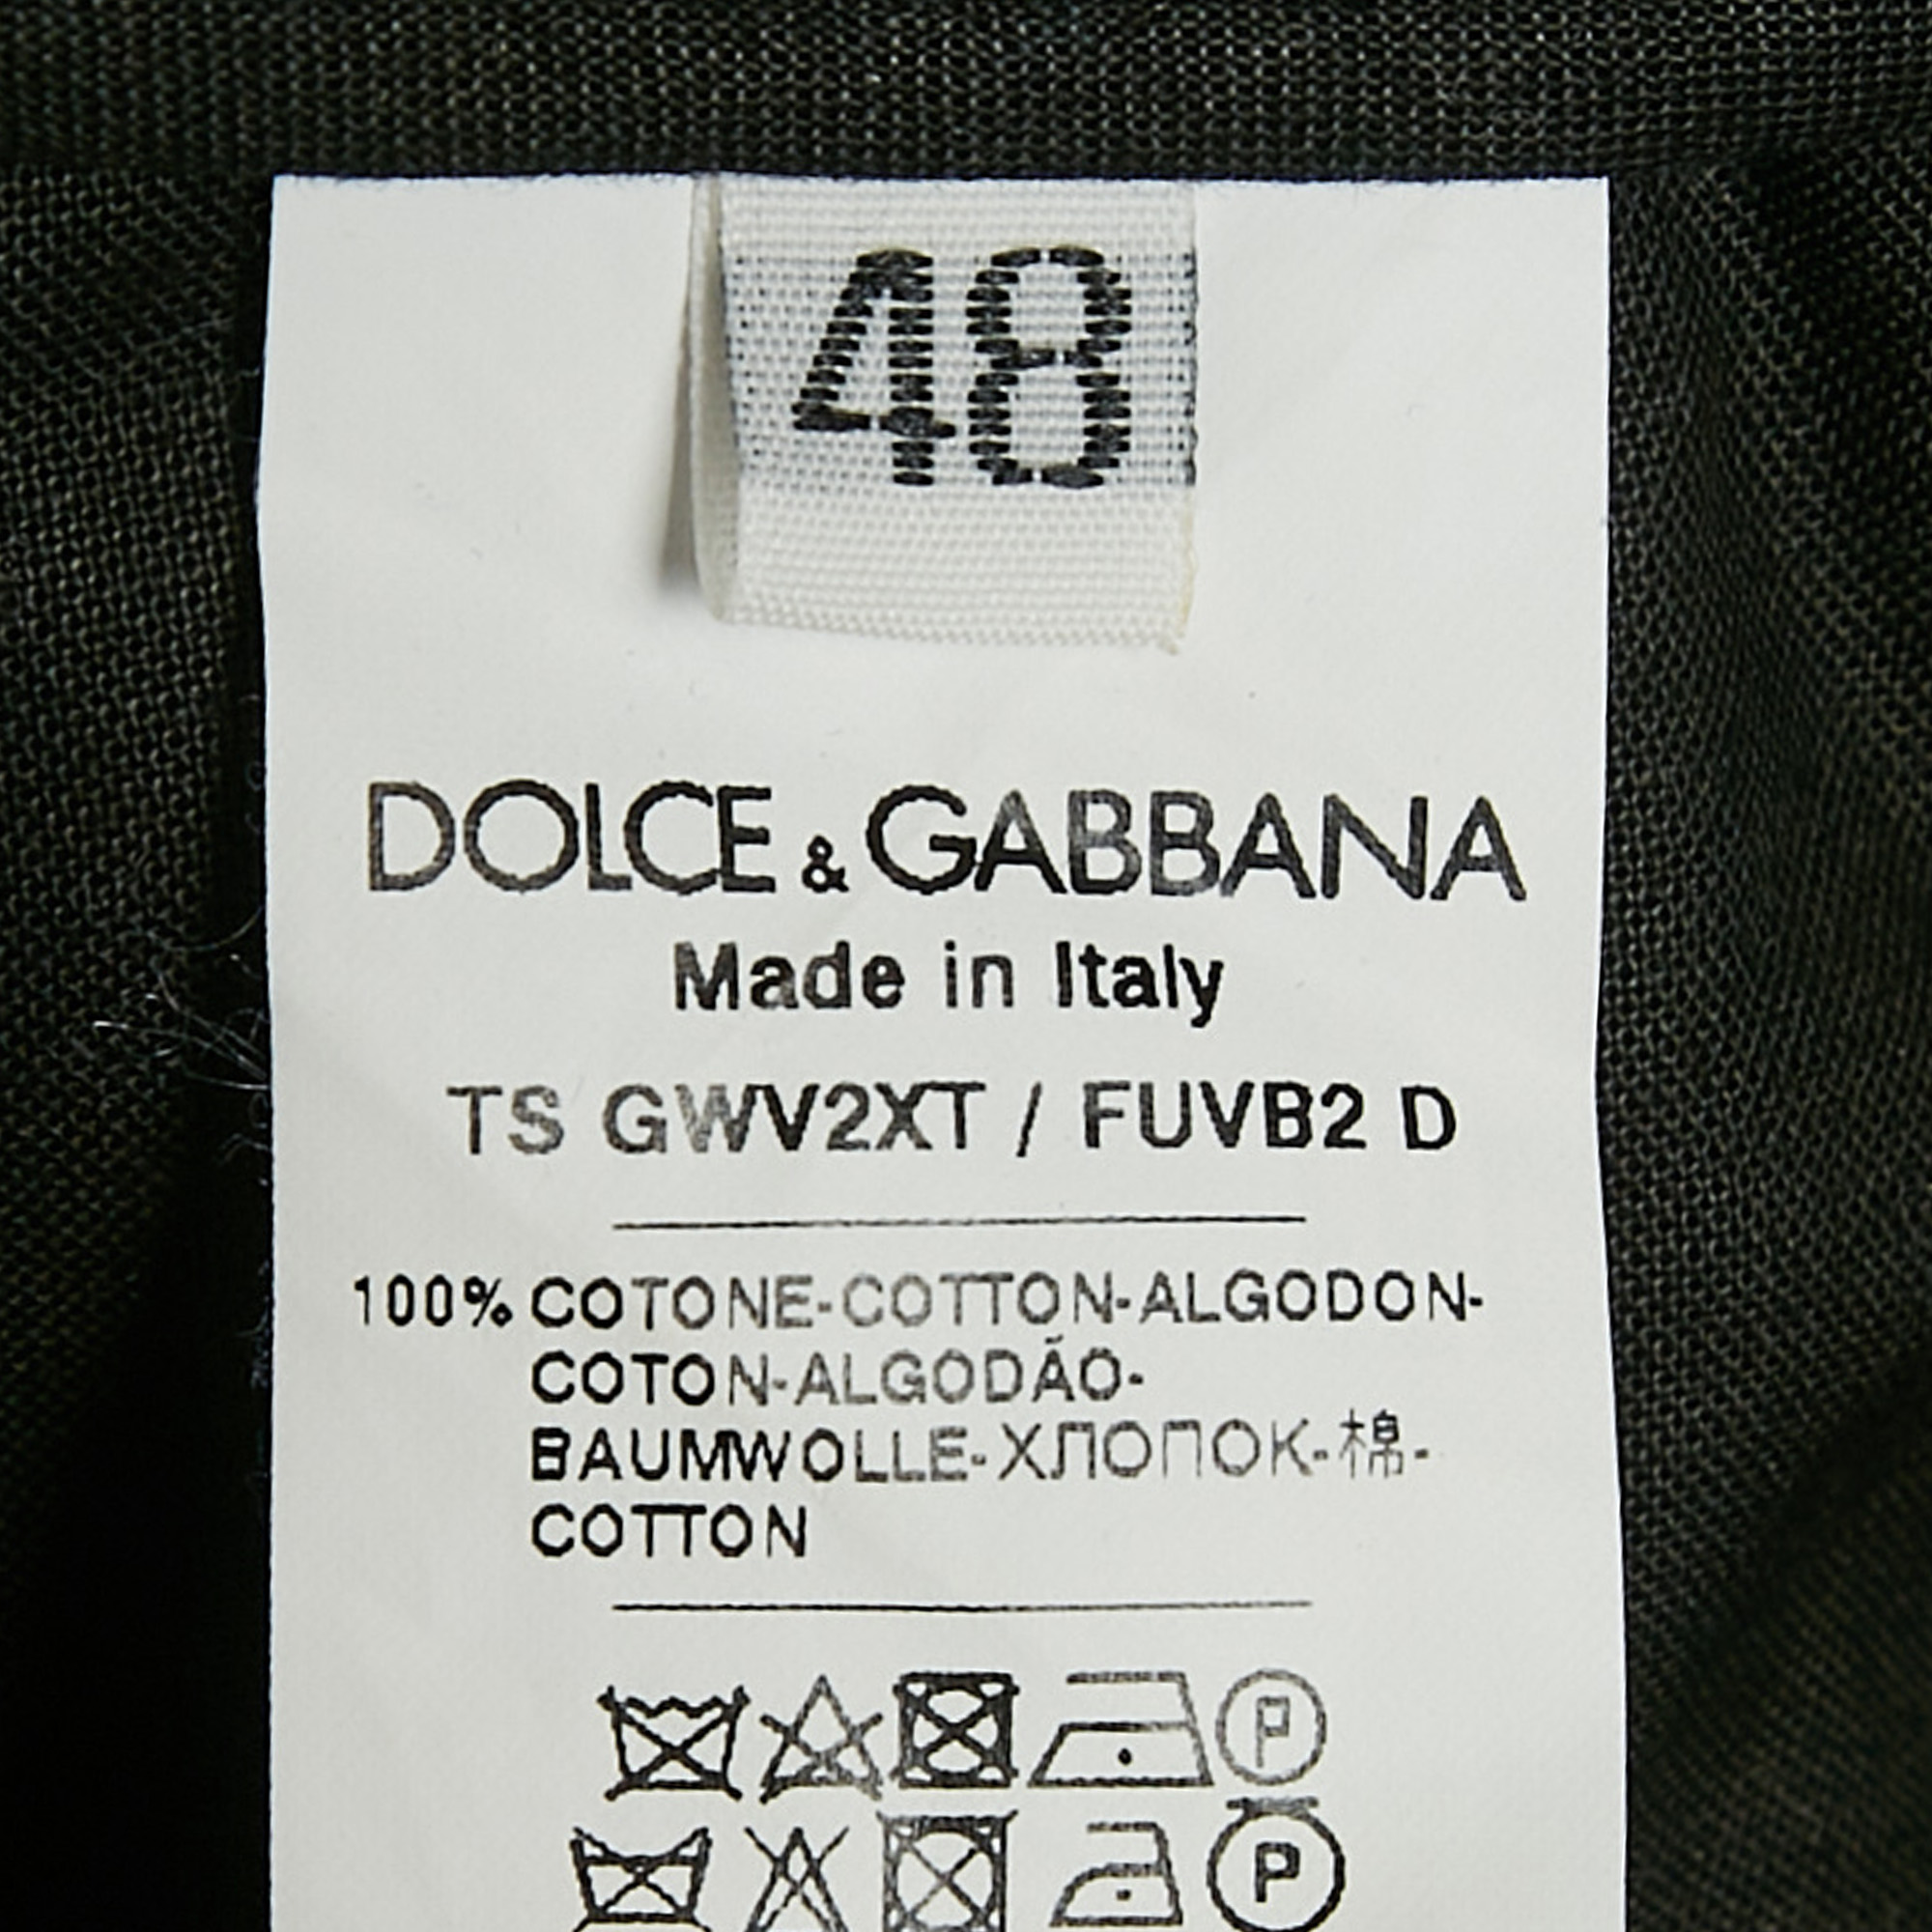 48
DOLCE & GABBANA
Made in Italy
TS GWV2XT / FUVB2 D
100% COTONE-COTTON-ALGODON-
COTON-ALGODÃO-
BAUMWOLLE-ХЛОПОК-棉-
COTTON
P
P